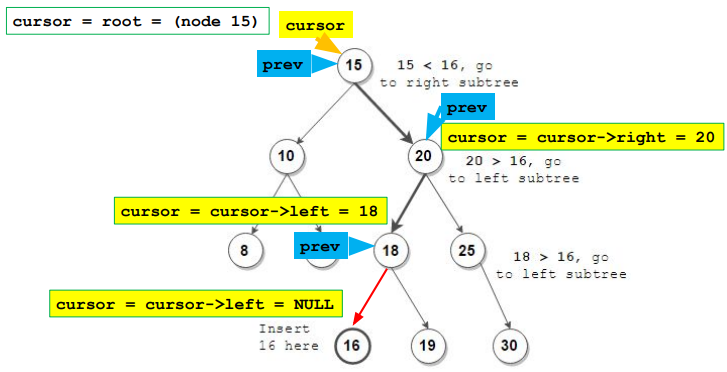 cursor = root = (node 15)
cursor
prev
15
15 < 16, go
to right subtree
prev
cursor = cursor->right = 20
10
20
20 > 16, go
to left subtree
cursor = cursor->left = 18
8
prev
18
25
18 > 16, go
to left subtree
cursor = cursor->left = NULL
Insert
16 here
16
19
30